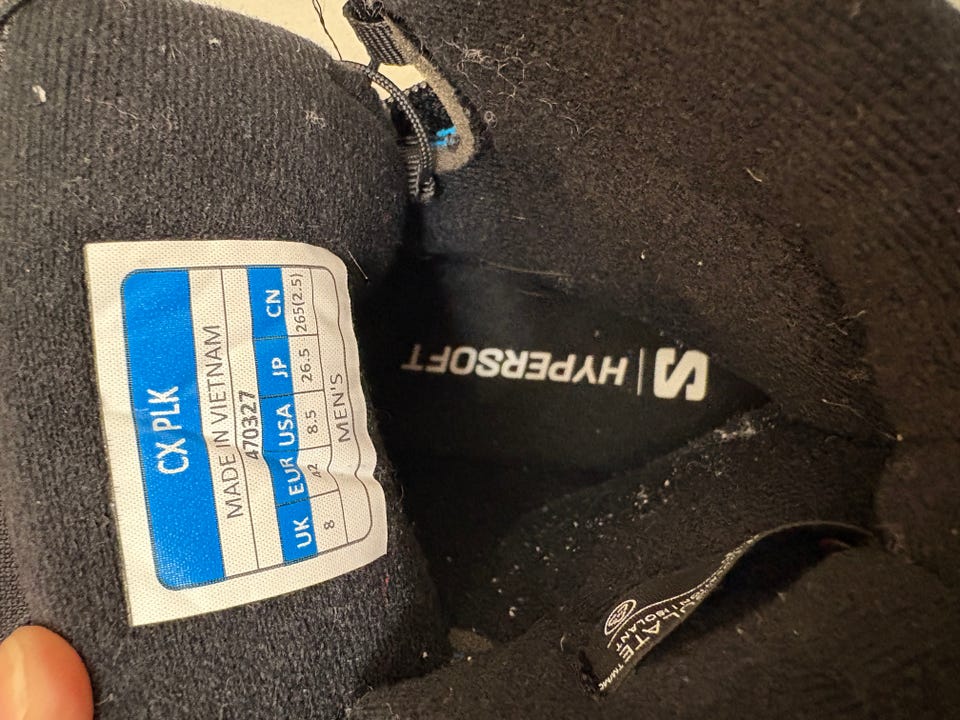 CX PLK
MADE IN VIETNAM
470327
UK EUR USA JP CN
8 42 8.5 26.5 265(2.5)
MEN'S
S | HYPERSOFT
ISOLANT